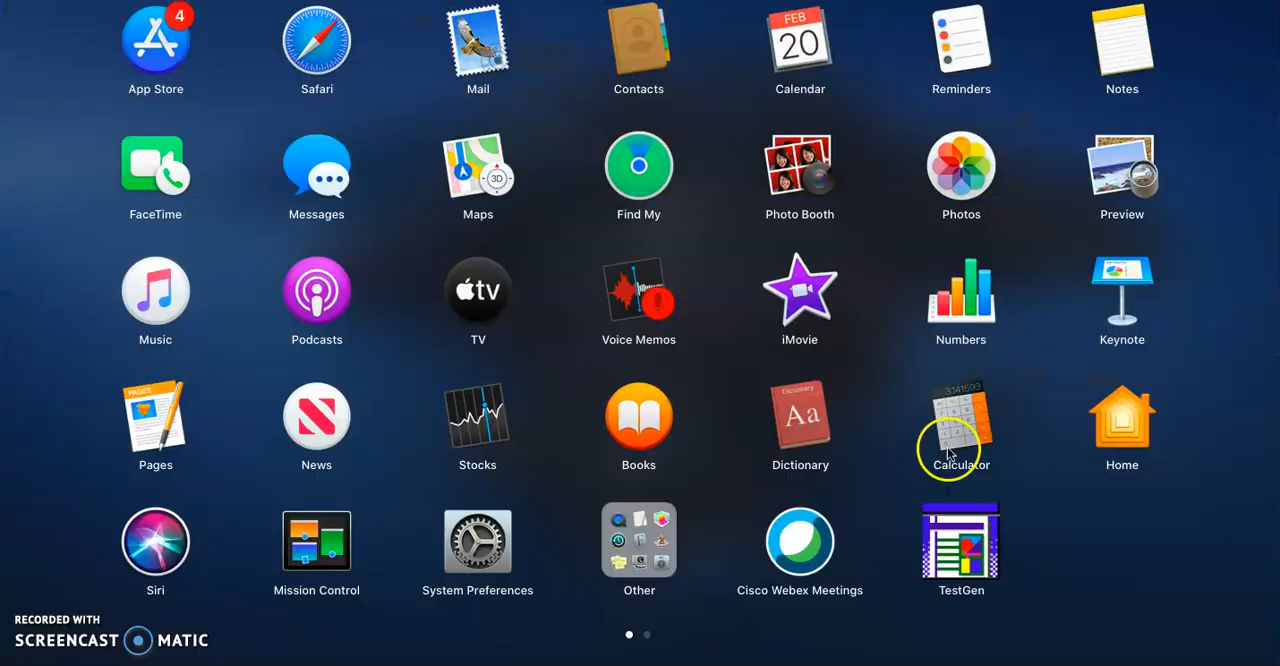 4
FEB
20
App Store Safari Mail Contacts Calendar Reminders Notes
3D
FaceTime Messages Maps Find My Photo Booth Photos Preview
tv
Music Podcasts TV Voice Memos iMovie Numbers Keynote
PAGES
Dictionary
Aa
3.141593
Pages News Stocks Books Dictionary Calculator Home
Siri Mission Control System Preferences Other Cisco Webex Meetings TestGen
RECORDED WITH
SCREENCAST MATIC